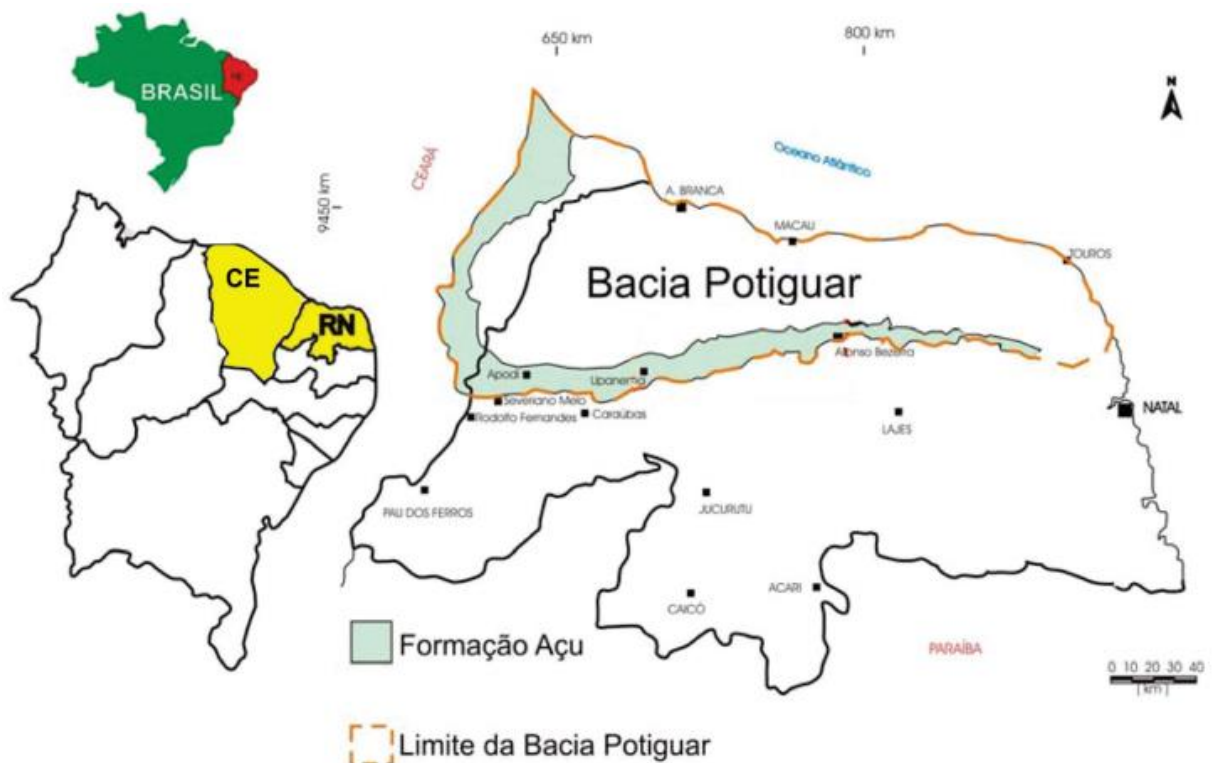 BRASIL
NE
CE
RN
650 km
800 km
N
9450 km
CEARÁ
Oceano Atlântico
A. BRANCA
MACAU
TOUROS
Bacia Potiguar
Afonso Bezerra
Apodi
Upanema
Severiano Melo
Rodolfo Fernandes
Caraúbas
NATAL
LAJES
PAU DOS FERROS
JUCURUTU
CAICÓ
ACARI
PARAÍBA
Formação Açu
Limite da Bacia Potiguar
0 10 20 30 40
[ km ]